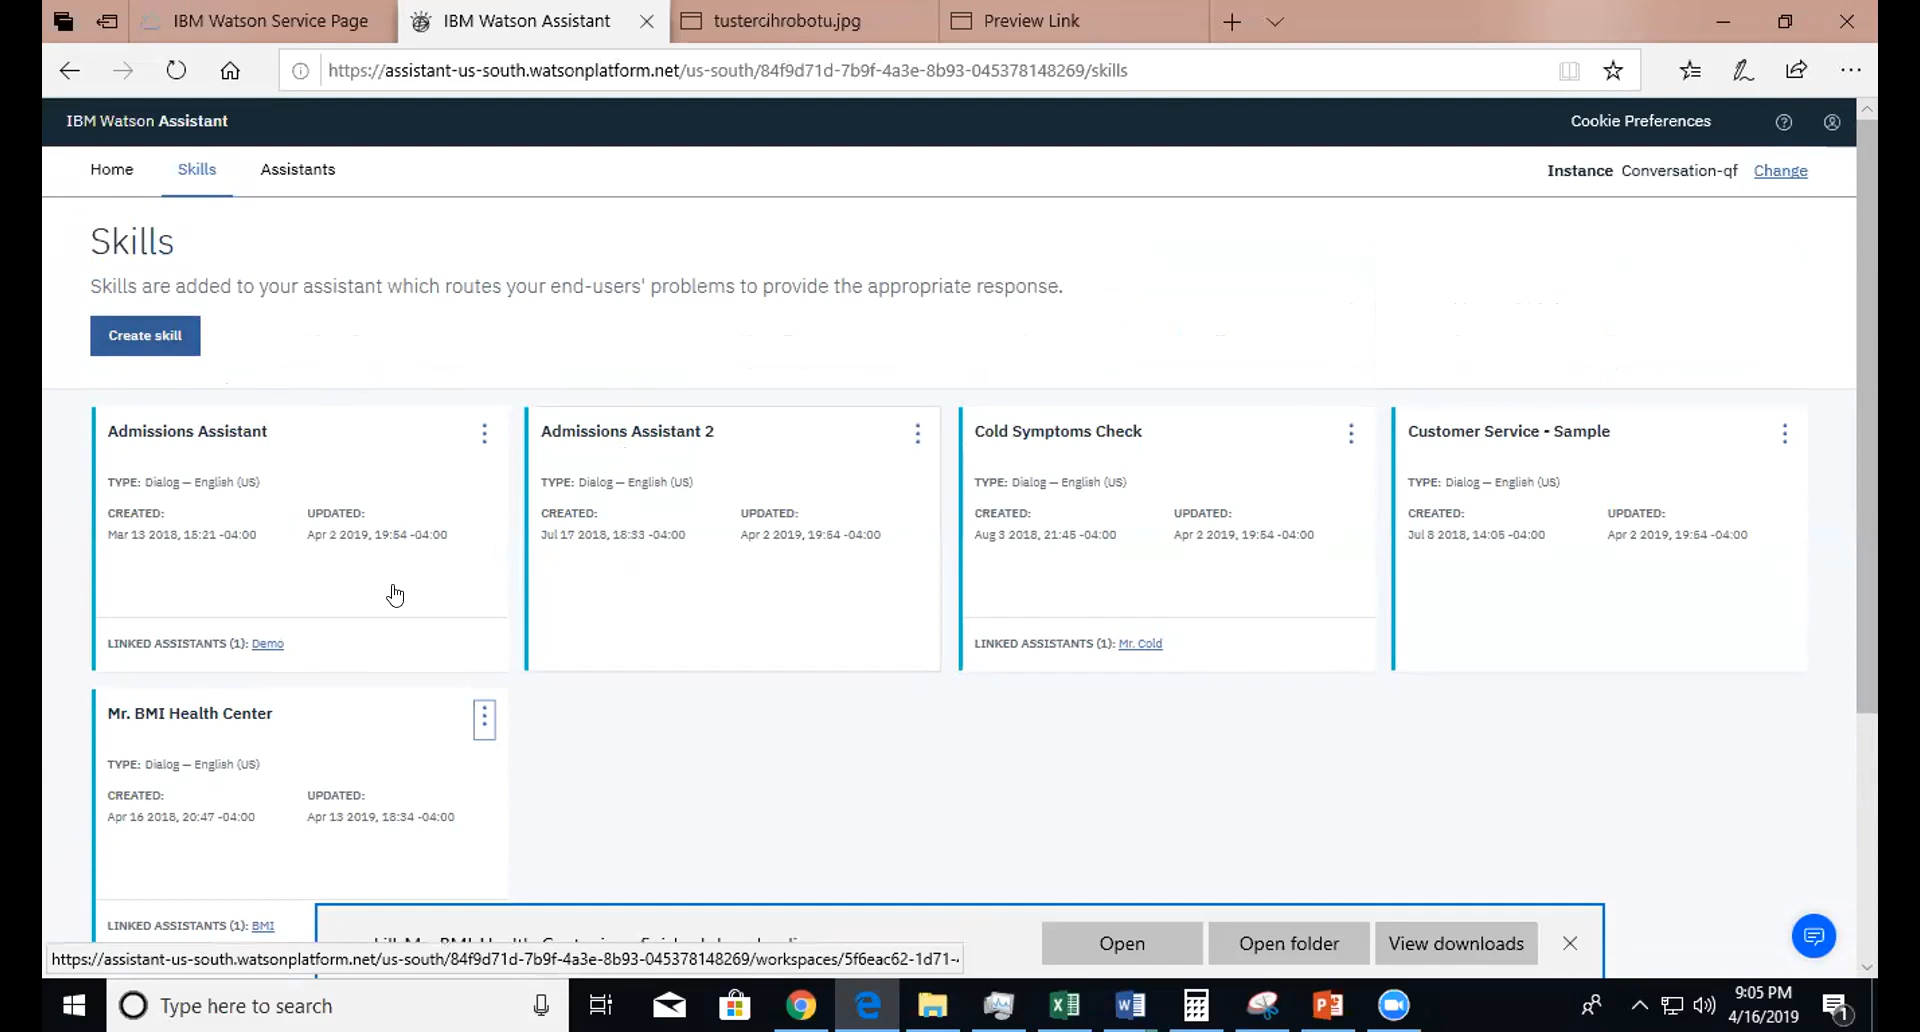 IBM Watson Service Page
IBM Watson Assistant
tustercihrobotu.jpg
Preview Link
https://assistant-us-south.watsonplatform.net/us-south/84f9d71d-7b9f-4a3e-8b93-045378148269/skills
IBM Watson Assistant
Cookie Preferences
Home
Skills
Assistants
Instance Conversation-qf Change
Skills
Skills are added to your assistant which routes your end-users' problems to provide the appropriate response.
Create skill
Admissions Assistant
TYPE: Dialog — English (US)
CREATED:
UPDATED:
Mar 13 2018, 15:21 -04:00
Apr 2 2019, 19:54 -04:00
LINKED ASSISTANTS (1): Demo
Admissions Assistant 2
TYPE: Dialog — English (US)
CREATED:
UPDATED:
Jul 17 2018, 18:33 -04:00
Apr 2 2019, 19:54 -04:00
Cold Symptoms Check
TYPE: Dialog — English (US)
CREATED:
UPDATED:
Aug 3 2018, 21:45 -04:00
Apr 2 2019, 19:54 -04:00
LINKED ASSISTANTS (1): Mr. Cold
Customer Service - Sample
TYPE: Dialog — English (US)
CREATED:
UPDATED:
Jul 8 2018, 14:05 -04:00
Apr 2 2019, 19:54 -04:00
Mr. BMI Health Center
TYPE: Dialog — English (US)
CREATED:
UPDATED:
Apr 16 2018, 20:47 -04:00
Apr 13 2019, 18:34 -04:00
LINKED ASSISTANTS (1): BMI
Open
Open folder
View downloads
https://assistant-us-south.watsonplatform.net/us-south/84f9d71d-7b9f-4a3e-8b93-045378148269/workspaces/5f6eac62-1d71-
Type here to search
9:05 PM
4/16/2019
1